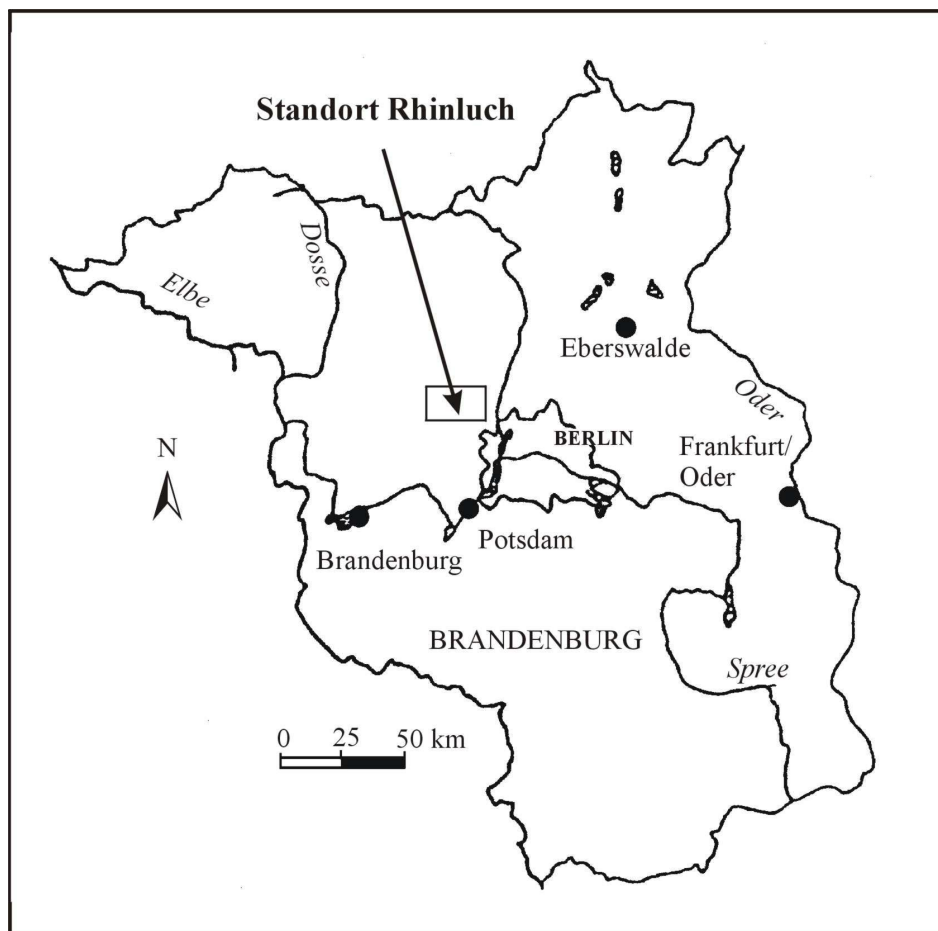 Standort Rhinluch
Dosse
Elbe
Eberswalde
Oder
BERLIN
Frankfurt/
Oder
N
Potsdam
Brandenburg
BRANDENBURG
Spree
0 25 50 km